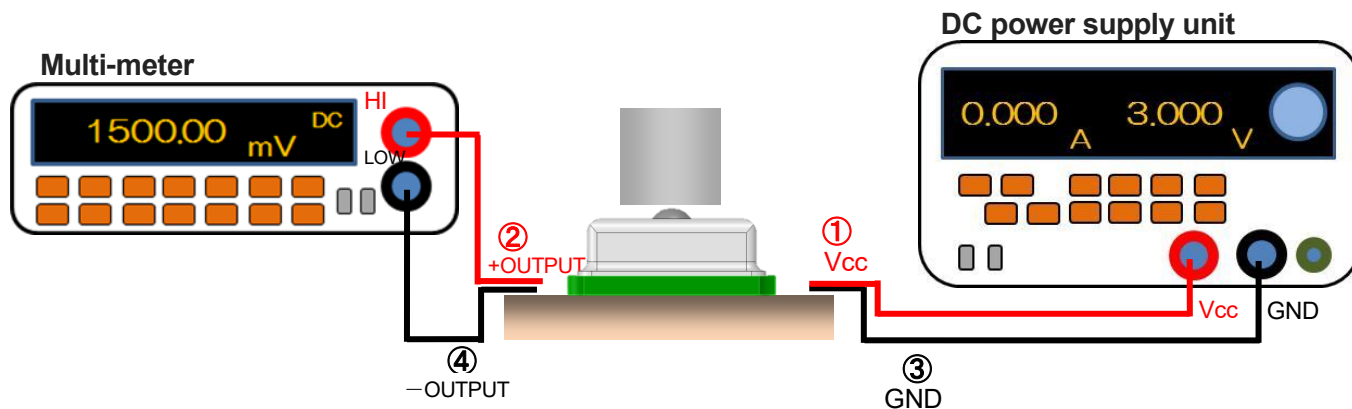 DC power supply unit
Multi-meter
HI
1500.00 mV DC
LOW
0.000 A 3.000 V
②
+OUTPUT
①
Vcc
Vcc
GND
④
－OUTPUT
③
GND